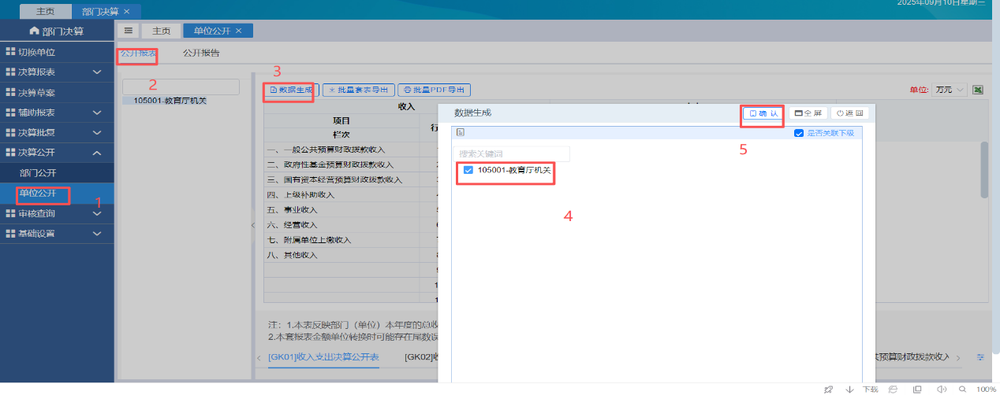 主页
部门决算 ×
2025年09月10日星期三
部门决算
主页
单位公开 ×
切换单位
决算报表
决算草案
辅助报表
决算批复
决算公开
部门公开
单位公开
1
审核查询
基础设置
公开报表
公开报告
2
105001-教育厅机关
3
数据生成
批量套表导出
批量PDF导出
单位:
万元
收入
项目
行
栏次
一、一般公共预算财政拨款收入
二、政府性基金预算财政拨款收入
三、国有资本经营预算财政拨款收入
四、上级补助收入
五、事业收入
六、经营收入
七、附属单位上缴收入
八、其他收入
数据生成
确 认
全 屏
返 回
是否关联下级
5
搜索关键词
105001-教育厅机关
4
注：1.本表反映部门（单位）本年度的总收
2.本套报表金额单位转换时可能存在尾数误
[GK01]收入支出决算公开表
[GK02]收
预算财政拨款收入
下载
100%